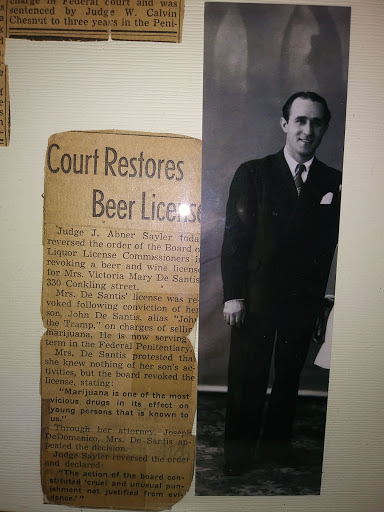 charge in Federal court and was
sentenced by Judge W. Calvin
Chesnut to three years in the Peni-
Court Restores
Beer License
Judge J. Abner Sayler toda
reversed the order of the Board o
Liquor License Commissioners i
revoking a beer and wine licens
for Mrs. Victoria Mary De Santis
330 Conkling street.
Mrs. De Santis' license was re-
voked following conviction of her
son, John De Santis, alias "John
the Tramp," on charges of sellin
marijuana. He is now serving
term in the Federal Penitentiary.
Mrs. De Santis protested tha
she knew nothing of her son's ac-
tivities, but the board revoked the
license, stating:
"Marijuana is one of the most
vicious drugs in its effect on
young persons that is known to
us."
Through her attorney, Joseph
DeDomenico, Mrs. De Santis ap-
pealed the decision.
Judge Sayler reversed the order
and declared:
"The action of the board con-
stituted 'cruel and unusual pun-
ishment not justified from evi-
dence.'"